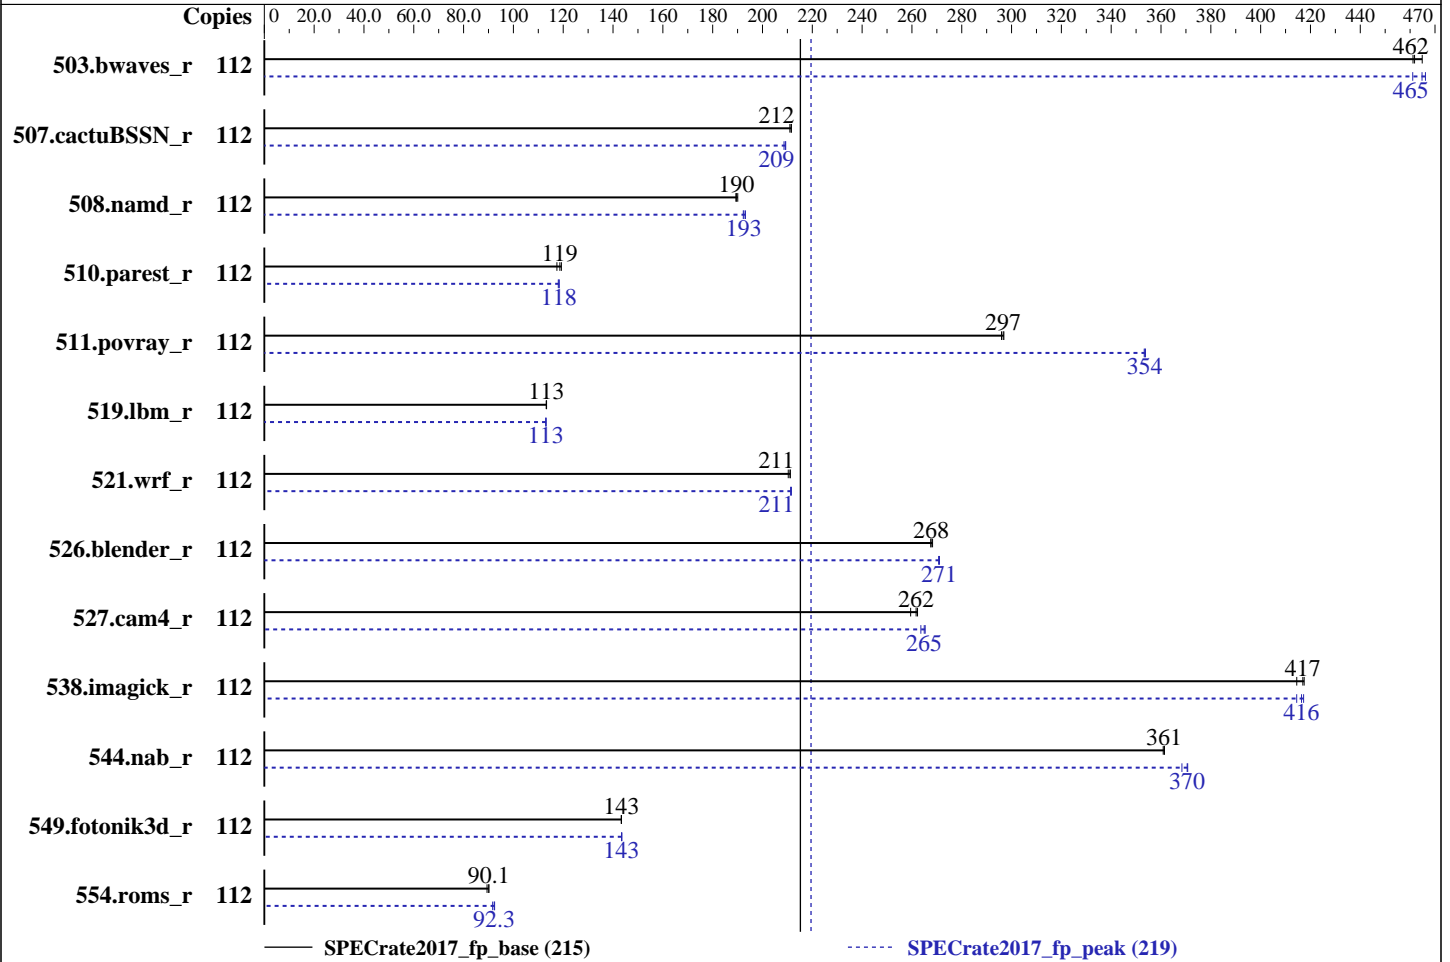 Copies 0 20.0 40.0 60.0 80.0 100 120 140 160 180 200 220 240 260 280 300 320 340 360 380 400 420 440 470
462
503.bwaves_r 112
465
212
507.cactuBSSN_r 112
209
190
508.namd_r 112
193
119
510.parest_r 112
118
297
511.povray_r 112
354
113
519.lbm_r 112
113
211
521.wrf_r 112
211
268
526.blender_r 112
271
262
527.cam4_r 112
265
417
538.imagick_r 112
416
361
544.nab_r 112
370
143
549.fotonik3d_r 112
143
90.1
554.roms_r 112
92.3
SPECrate2017_fp_base (215) SPECrate2017_fp_peak (219)